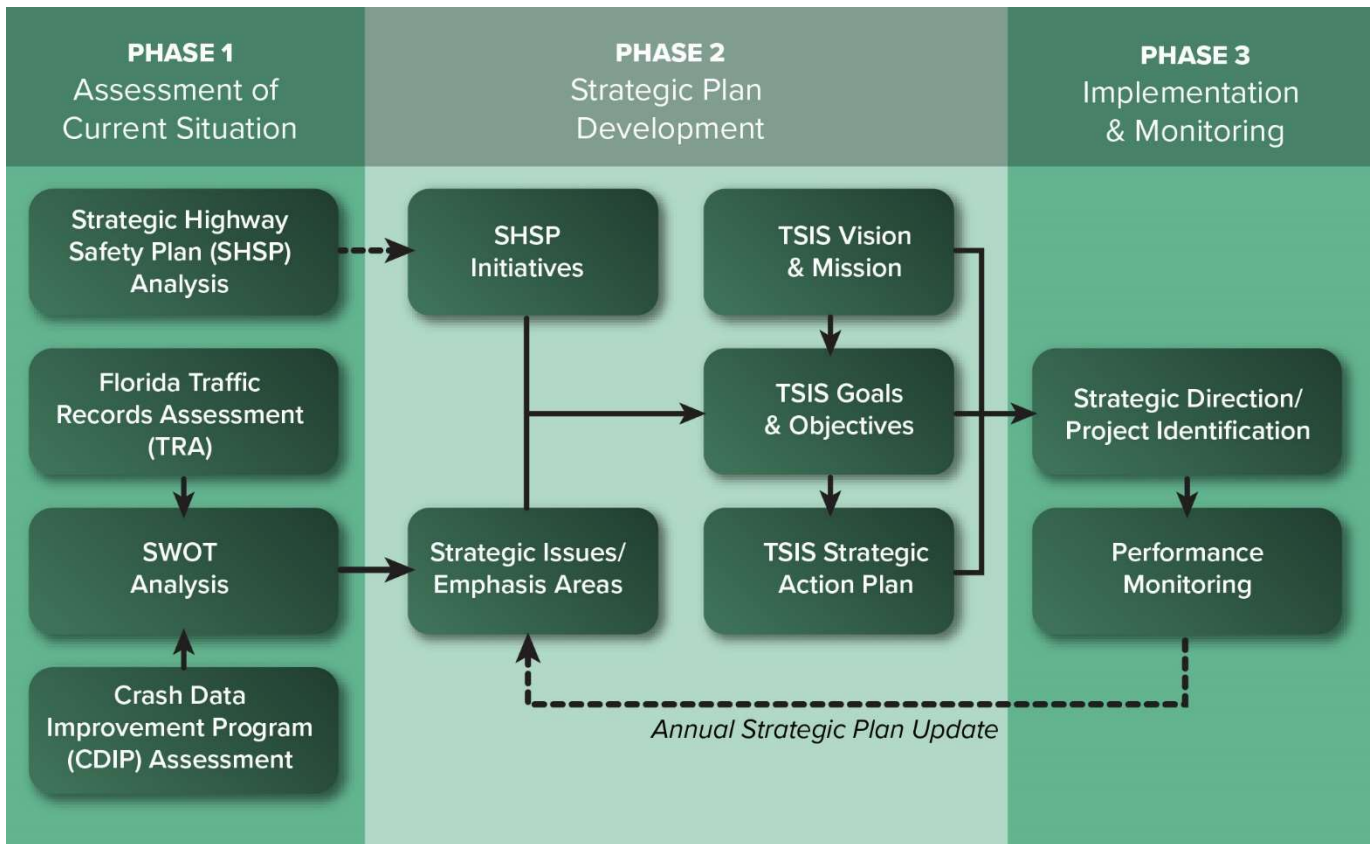 PHASE 1
Assessment of
Current Situation
PHASE 2
Strategic Plan
Development
PHASE 3
Implementation
& Monitoring
Strategic Highway
Safety Plan (SHSP)
Analysis
Florida Traffic
Records Assessment
(TRA)
SWOT
Analysis
Crash Data
Improvement Program
(CDIP) Assessment
SHSP
Initiatives
Strategic Issues/
Emphasis Areas
TSIS Vision
& Mission
TSIS Goals
& Objectives
TSIS Strategic
Action Plan
Strategic Direction/
Project Identification
Performance
Monitoring
Annual Strategic Plan Update